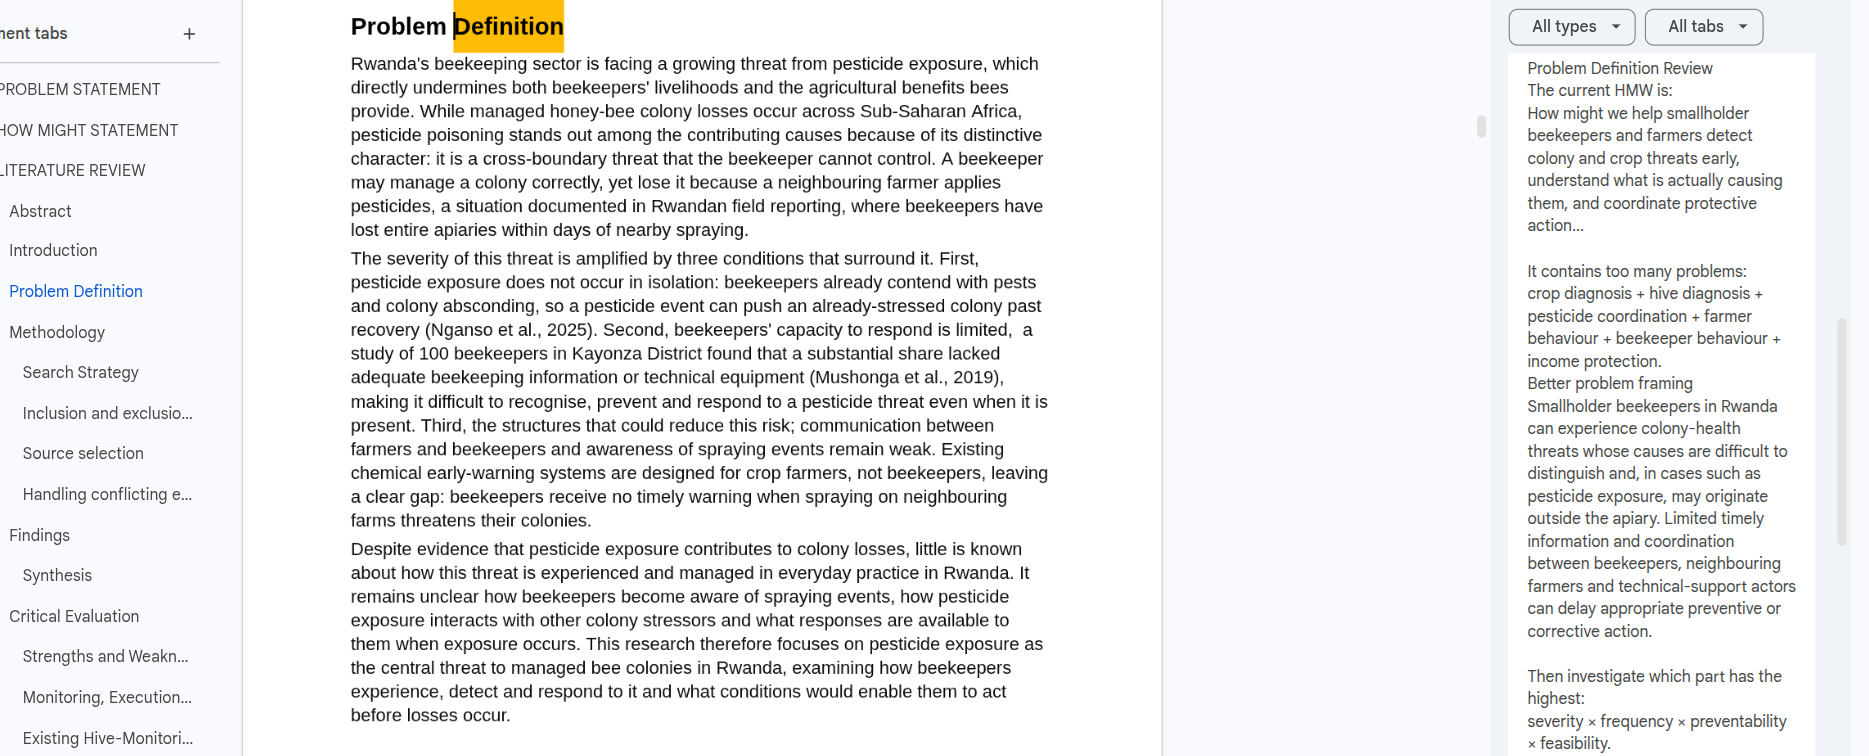 ment tabs
+
PROBLEM STATEMENT
HOW MIGHT STATEMENT
LITERATURE REVIEW
Abstract
Introduction
Problem Definition
Methodology
Search Strategy
Inclusion and exclusio...
Source selection
Handling conflicting e...
Findings
Synthesis
Critical Evaluation
Strengths and Weakn...
Monitoring, Execution...
Existing Hive-Monitori...
Problem Definition
Rwanda's beekeeping sector is facing a growing threat from pesticide exposure, which
directly undermines both beekeepers' livelihoods and the agricultural benefits bees
provide. While managed honey-bee colony losses occur across Sub-Saharan Africa,
pesticide poisoning stands out among the contributing causes because of its distinctive
character: it is a cross-boundary threat that the beekeeper cannot control. A beekeeper
may manage a colony correctly, yet lose it because a neighbouring farmer applies
pesticides, a situation documented in Rwandan field reporting, where beekeepers have
lost entire apiaries within days of nearby spraying.
The severity of this threat is amplified by three conditions that surround it. First,
pesticide exposure does not occur in isolation: beekeepers already contend with pests
and colony absconding, so a pesticide event can push an already-stressed colony past
recovery (Nganso et al., 2025). Second, beekeepers' capacity to respond is limited,  a
study of 100 beekeepers in Kayonza District found that a substantial share lacked
adequate beekeeping information or technical equipment (Mushonga et al., 2019),
making it difficult to recognise, prevent and respond to a pesticide threat even when it is
present. Third, the structures that could reduce this risk; communication between
farmers and beekeepers and awareness of spraying events remain weak. Existing
chemical early-warning systems are designed for crop farmers, not beekeepers, leaving
a clear gap: beekeepers receive no timely warning when spraying on neighbouring
farms threatens their colonies.
Despite evidence that pesticide exposure contributes to colony losses, little is known
about how this threat is experienced and managed in everyday practice in Rwanda. It
remains unclear how beekeepers become aware of spraying events, how pesticide
exposure interacts with other colony stressors and what responses are available to
them when exposure occurs. This research therefore focuses on pesticide exposure as
the central threat to managed bee colonies in Rwanda, examining how beekeepers
experience, detect and respond to it and what conditions would enable them to act
before losses occur.
All types
All tabs
Problem Definition Review
The current HMW is:
How might we help smallholder
beekeepers and farmers detect
colony and crop threats early,
understand what is actually causing
them, and coordinate protective
action...
It contains too many problems:
crop diagnosis + hive diagnosis +
pesticide coordination + farmer
behaviour + beekeeper behaviour +
income protection.
Better problem framing
Smallholder beekeepers in Rwanda
can experience colony-health
threats whose causes are difficult to
distinguish and, in cases such as
pesticide exposure, may originate
outside the apiary. Limited timely
information and coordination
between beekeepers, neighbouring
farmers and technical-support actors
can delay appropriate preventive or
corrective action.
Then investigate which part has the
highest:
severity × frequency × preventability
× feasibility.